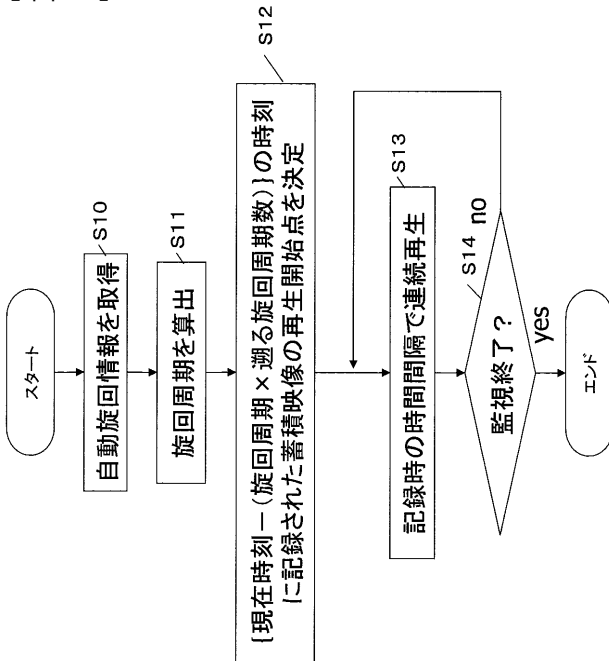 スタート
自動旋回情報を取得
S10
旋回周期を算出
S11
{現在時刻－(旋回周期×遡る旋回周期数)}の時刻
に記録された蓄積映像の再生開始点を決定
S12
記録時の時間間隔で連続再生
S13
監視終了？
S14
no
yes
エンド